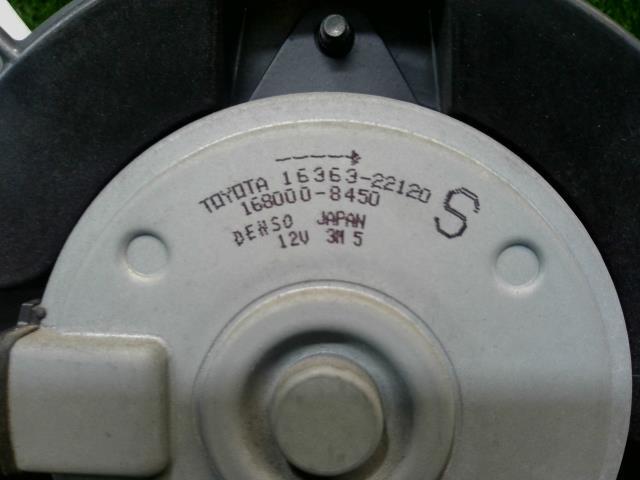 TOYOTA 16363-22120
168000-8450 S
DENSO JAPAN
12V 3M 5